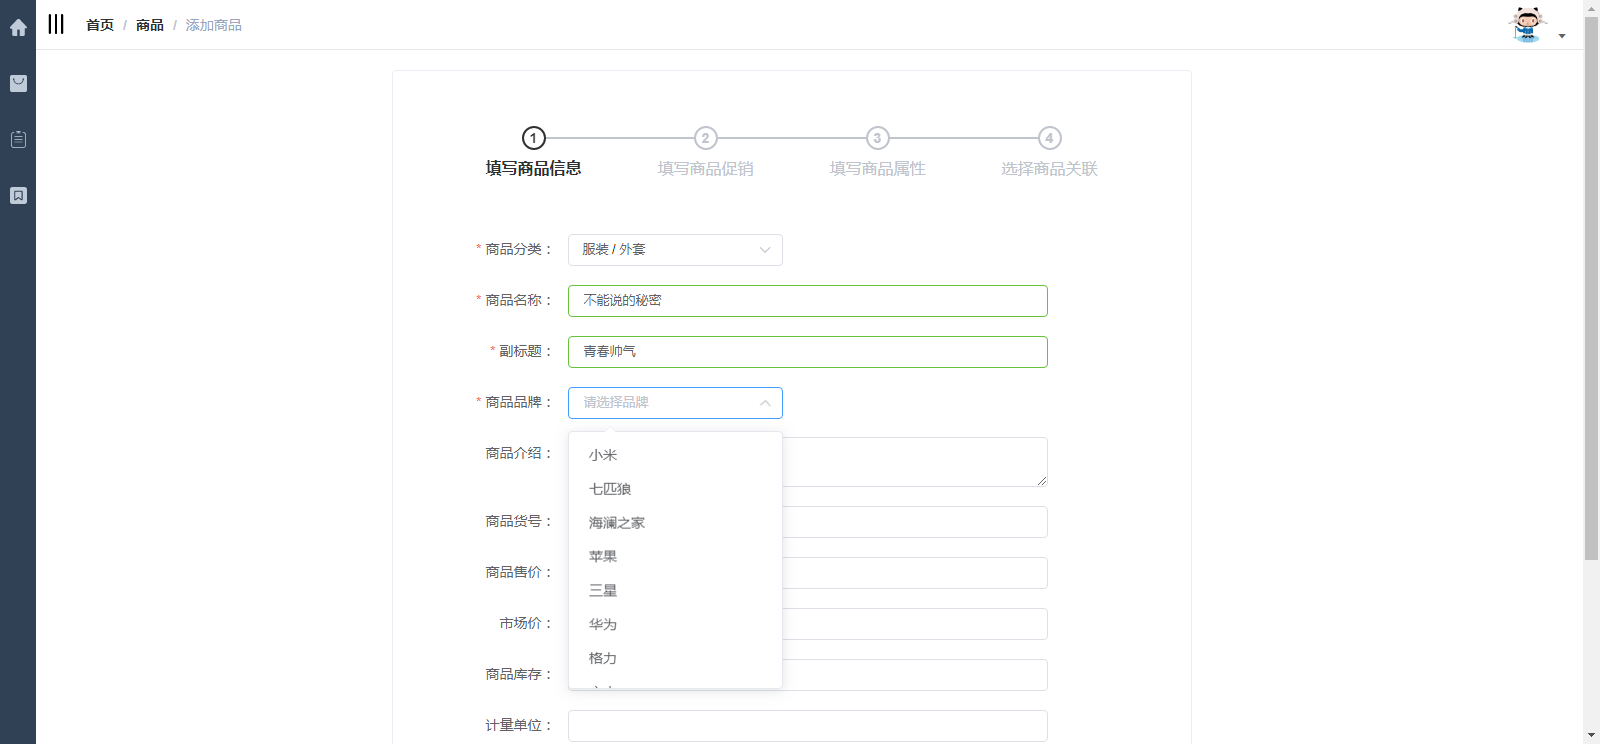 首页 / 商品 / 添加商品
1 2 3 4
填写商品信息 填写商品促销 填写商品属性 选择商品关联
* 商品分类： 服装 / 外套
* 商品名称： 不能说的秘密
* 副标题： 青春帅气
* 商品品牌： 请选择品牌
商品介绍：
小米
七匹狼
商品货号：
海澜之家
苹果
商品售价：
三星
市场价：
华为
格力
商品库存：
计量单位：